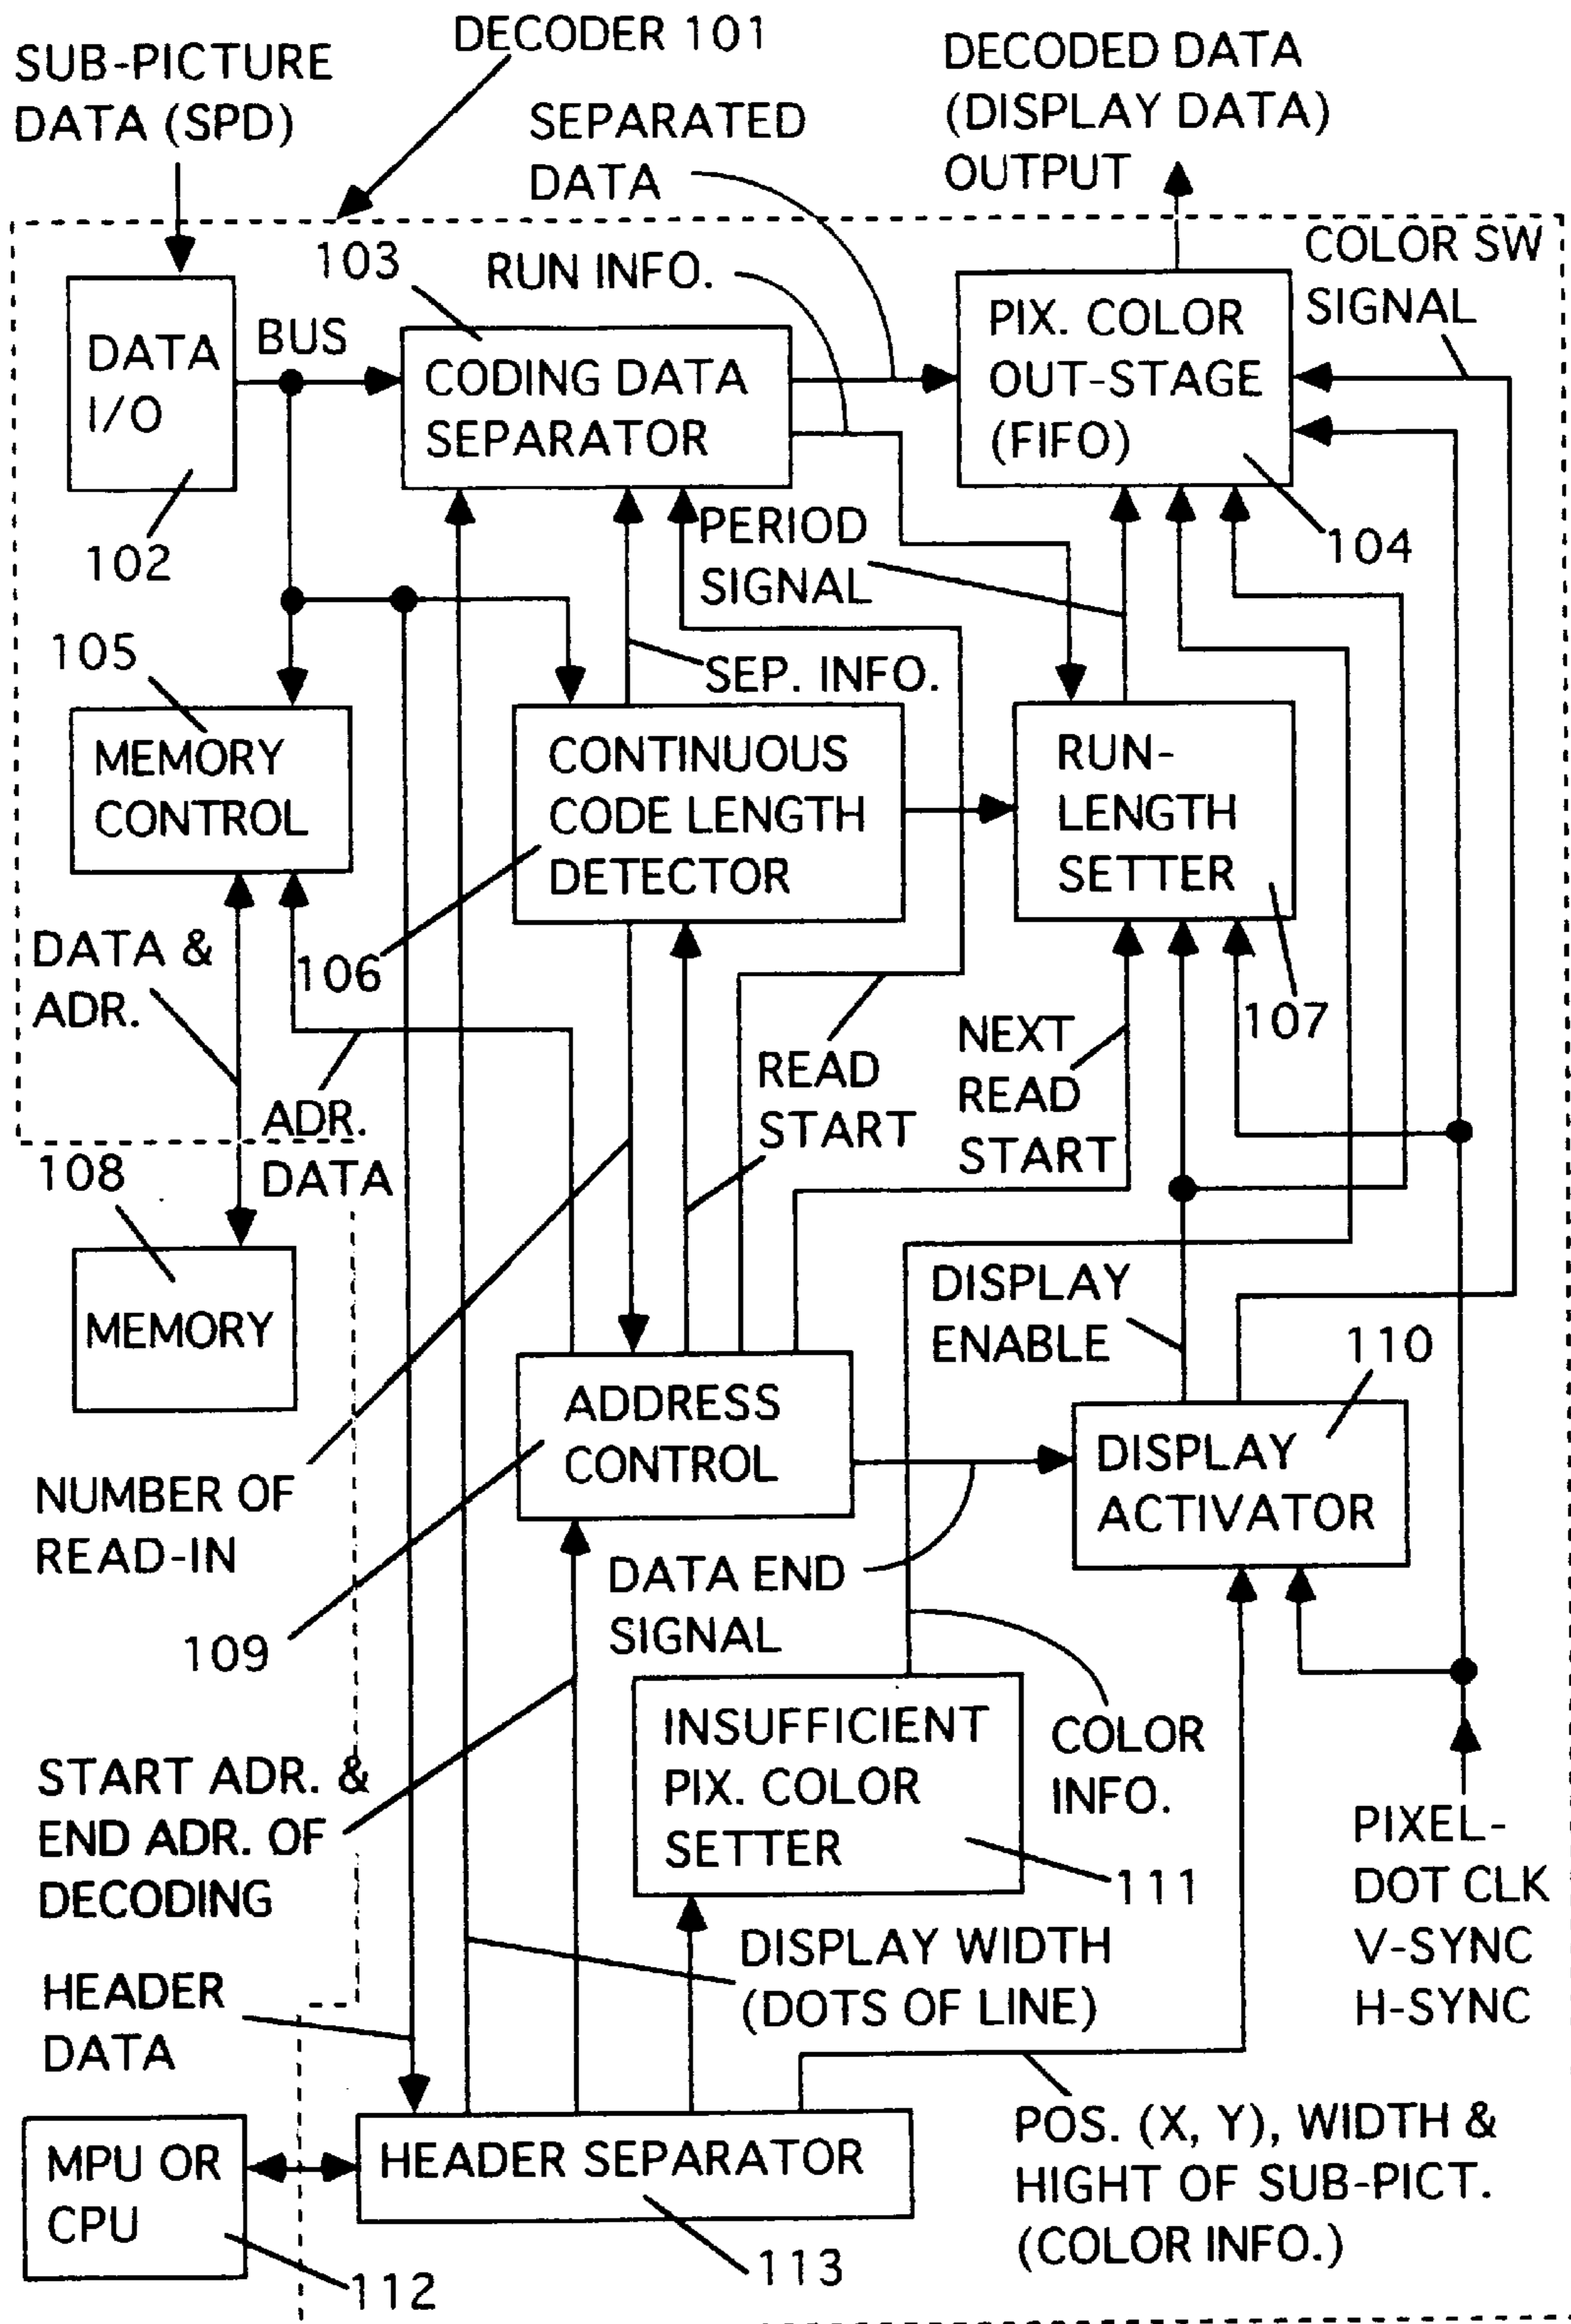 DECODER 101
SUB-PICTURE
DATA (SPD)
SEPARATED
DATA
DECODED DATA
(DISPLAY DATA)
OUTPUT
103
RUN INFO.
COLOR SW
SIGNAL
DATA
I/O
BUS
CODING DATA
SEPARATOR
PIX. COLOR
OUT-STAGE
(FIFO)
102
PERIOD
SIGNAL
104
105
SEP. INFO.
MEMORY
CONTROL
CONTINUOUS
CODE LENGTH
DETECTOR
RUN-
LENGTH
SETTER
DATA &
ADR.
106
107
ADR.
DATA
READ
START
NEXT
READ
START
108
MEMORY
DISPLAY
ENABLE
110
ADDRESS
CONTROL
DISPLAY
ACTIVATOR
NUMBER OF
READ-IN
DATA END
SIGNAL
109
INSUFFICIENT
PIX. COLOR
SETTER
COLOR
INFO.
START ADR. &
END ADR. OF
DECODING
111
PIXEL-
DOT CLK
V-SYNC
H-SYNC
DISPLAY WIDTH
(DOTS OF LINE)
HEADER
DATA
MPU OR
CPU
HEADER SEPARATOR
POS. (X, Y), WIDTH &
HIGHT OF SUB-PICT.
(COLOR INFO.)
112
113